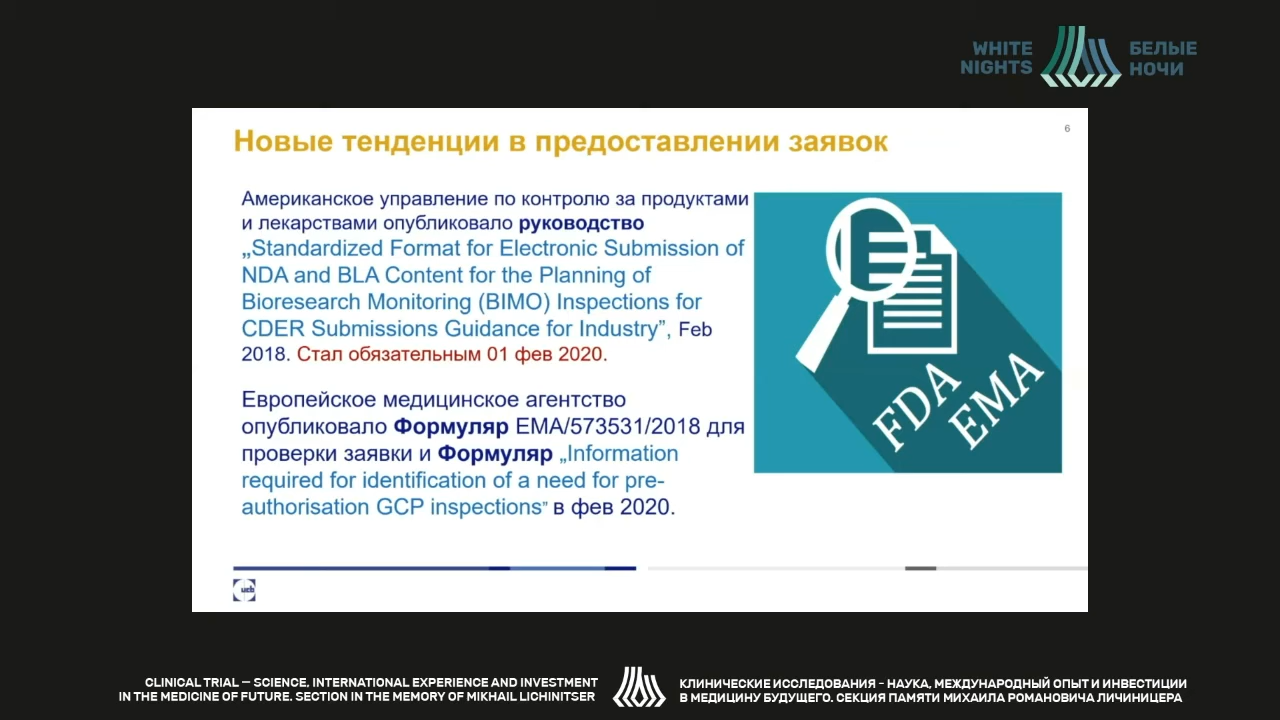 WHITE
NIGHTS
БЕЛЫЕ
НОЧИ
6
Новые тенденции в предоставлении заявок
Американское управление по контролю за продуктами
и лекарствами опубликовало руководство
„Standardized Format for Electronic Submission of
NDA and BLA Content for the Planning of
Bioresearch Monitoring (BIMO) Inspections for
CDER Submissions Guidance for Industry”, Feb
2018. Стал обязательным 01 фев 2020.
Европейское медицинское агентство
опубликовало Формуляр EMA/573531/2018 для
проверки заявки и Формуляр „Information
required for identification of a need for pre-
authorisation GCP inspections” в фев 2020.
FDA
EMA
ucb
CLINICAL TRIAL – SCIENCE, INTERNATIONAL EXPERIENCE AND INVESTMENT
IN THE MEDICINE OF FUTURE. SECTION IN THE MEMORY OF MIKHAIL LICHINITSER
КЛИНИЧЕСКИЕ ИССЛЕДОВАНИЯ - НАУКА, МЕЖДУНАРОДНЫЙ ОПЫТ И ИНВЕСТИЦИИ
В МЕДИЦИНУ БУДУЩЕГО. СЕКЦИЯ ПАМЯТИ МИХАИЛА РОМАНОВИЧА ЛИЧИНИЦЕРА